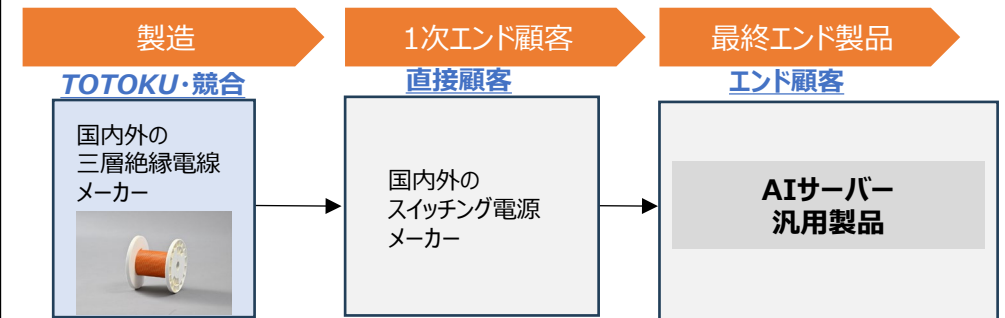 製造
1次エンド顧客
最終エンド製品
TOTOKU・競合
直接顧客
エンド顧客
国内外の
三層絶縁電線
メーカー
国内外の
スイッチング電源
メーカー
AIサーバー
汎用製品